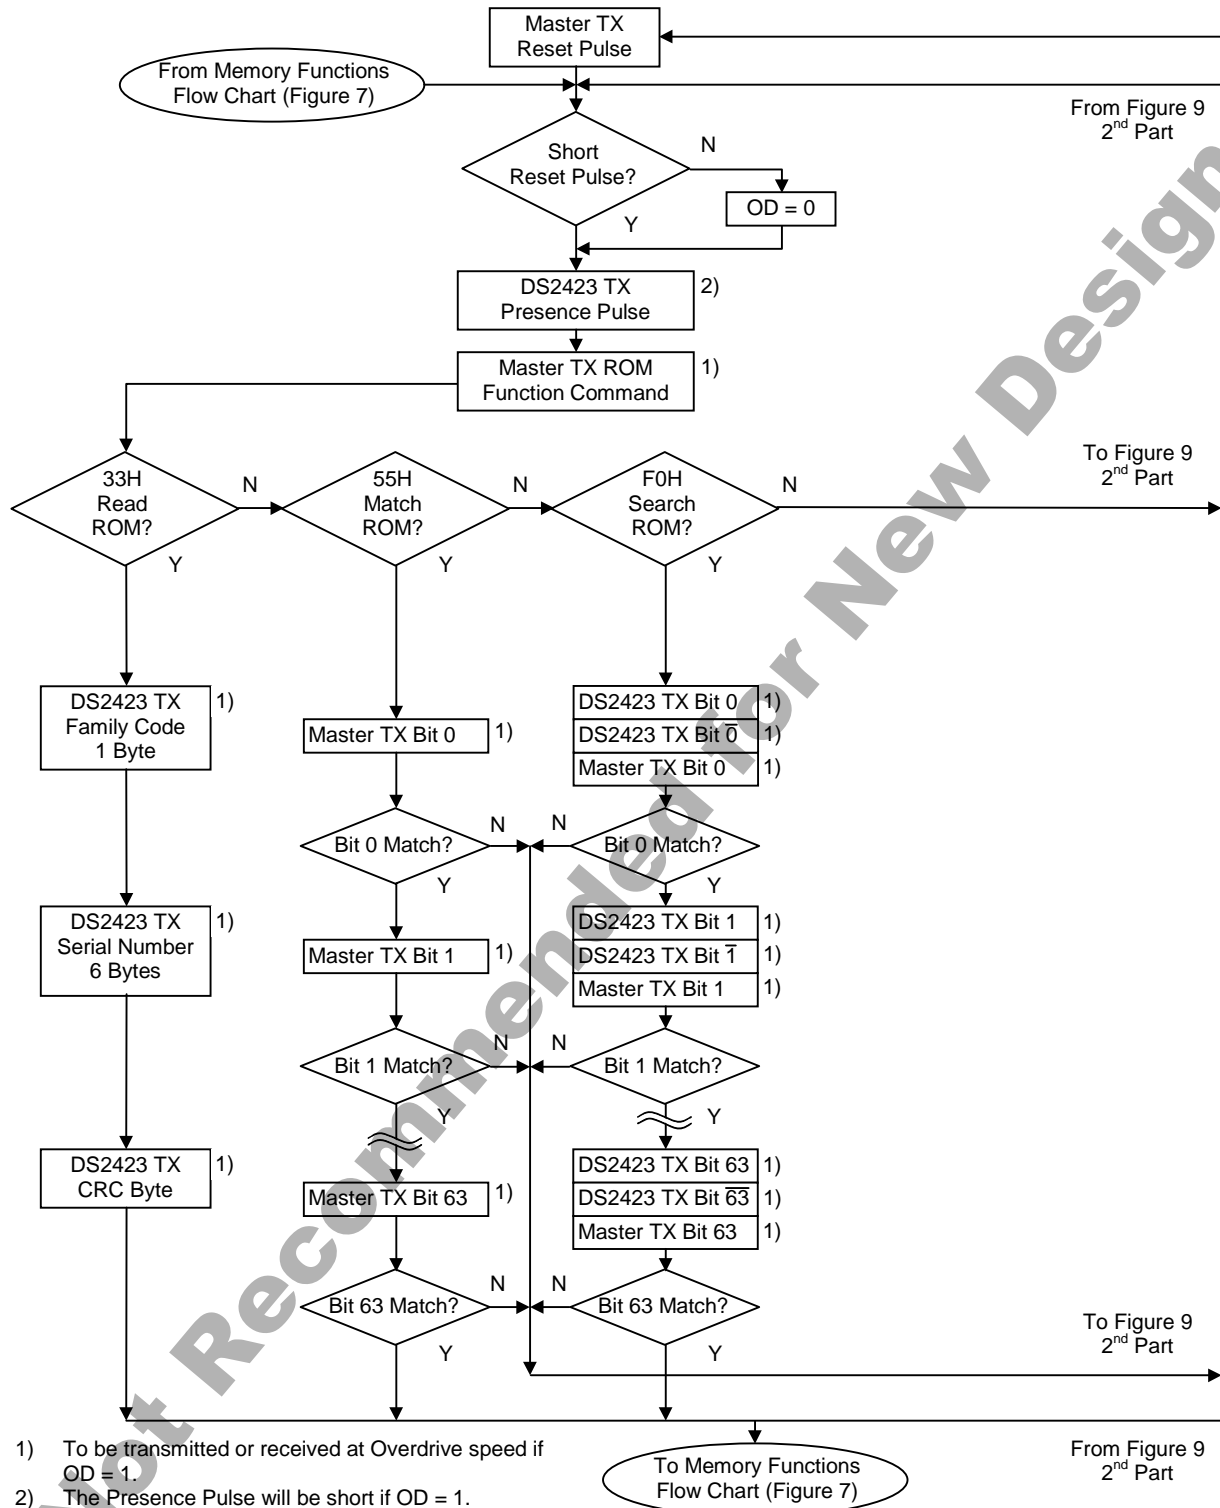 Master TX
Reset Pulse
From Memory Functions
Flow Chart (Figure 7)
From Figure 9
2nd Part
Short
Reset Pulse?
N
OD = 0
Y
DS2423 TX
Presence Pulse
2)
Master TX ROM
Function Command
1)
33H
Read
ROM?
N
Y
55H
Match
ROM?
N
Y
F0H
Search
ROM?
N
Y
To Figure 9
2nd Part
DS2423 TX
Family Code
1 Byte
1)
Master TX Bit 0
1)
DS2423 TX Bit 0
1)
DS2423 TX Bit 0̅
1)
Master TX Bit 0
1)
Bit 0 Match?
N
Y
N
Bit 0 Match?
Y
DS2423 TX
Serial Number
6 Bytes
1)
Master TX Bit 1
1)
DS2423 TX Bit 1
1)
DS2423 TX Bit 1̅
1)
Master TX Bit 1
1)
Bit 1 Match?
N
Y
N
Bit 1 Match?
Y
DS2423 TX
CRC Byte
1)
Master TX Bit 63
1)
DS2423 TX Bit 63
1)
DS2423 TX Bit 6̅3̅
1)
Master TX Bit 63
1)
Bit 63 Match?
N
Y
N
Bit 63 Match?
Y
To Figure 9
2nd Part
1) To be transmitted or received at Overdrive speed if
OD = 1.
2) The Presence Pulse will be short if OD = 1.
To Memory Functions
Flow Chart (Figure 7)
From Figure 9
2nd Part
Not Recommended for New Design